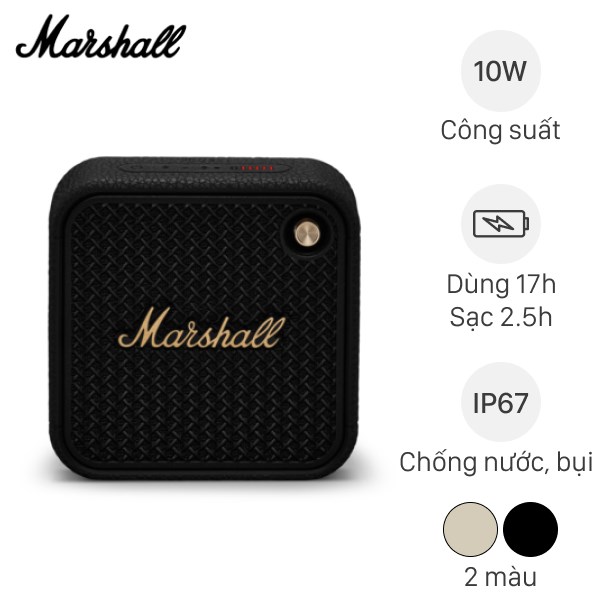 Marshall
10W
Công suất
Marshall
Dùng 17h
Sạc 2.5h
IP67
Chống nước, bụi
2 màu